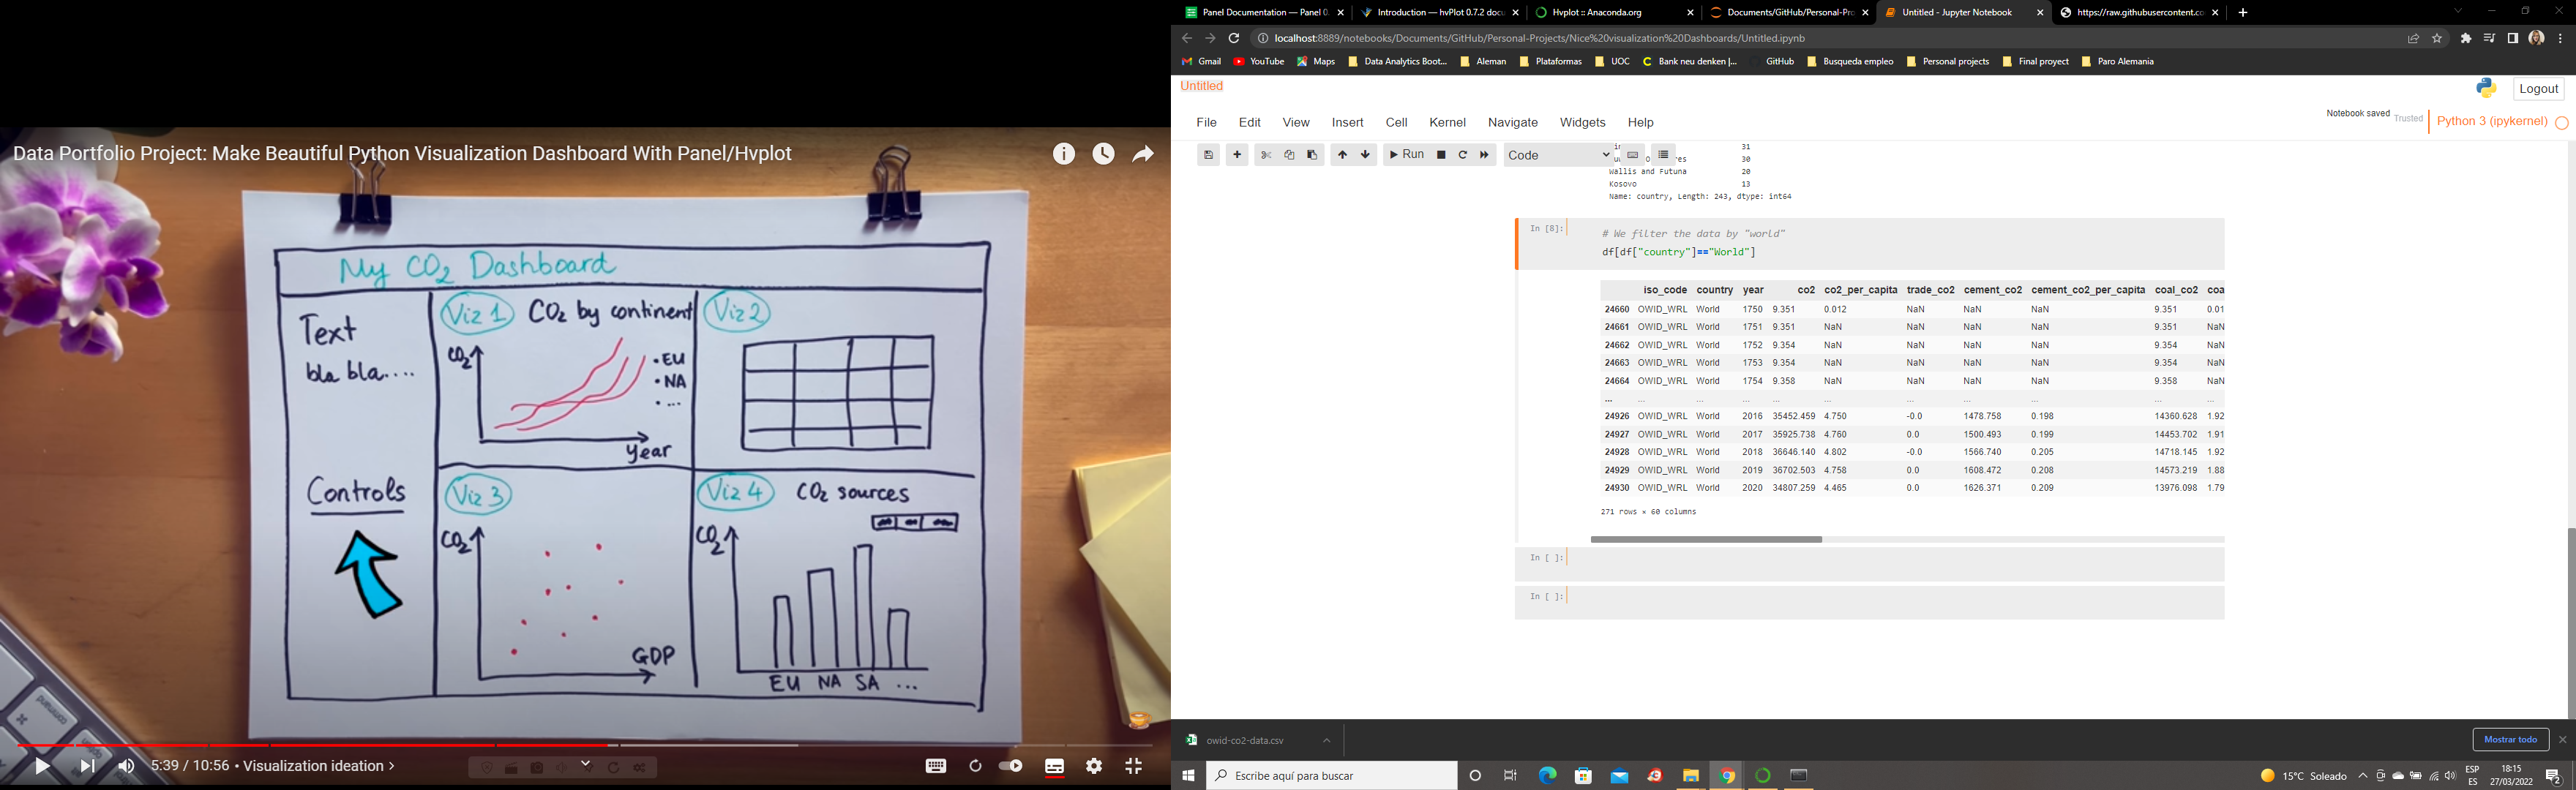 Data Portfolio Project: Make Beautiful Python Visualization Dashboard With Panel/Hvplot
My CO2 Dashboard
Text
bla bla....
Controls
Viz 1 CO2 by continent
CO2
• EU
• NA
• ...
Year
Viz 2
Viz 3
CO2
GDP
Viz 4 CO2 sources
CO2
EU NA SA ...
command
5:39 / 10:56 • Visualization ideation >
Panel Documentation — Panel 0.
Introduction — hvPlot 0.7.2 docu
Hvplot :: Anaconda.org
Documents/GitHub/Personal-Pro
Untitled - Jupyter Notebook
https://raw.githubusercontent.co
localhost:8889/notebooks/Documents/GitHub/Personal-Projects/Nice%20visualization%20Dashboards/Untitled.ipynb
Gmail YouTube Maps Data Analytics Boot... Aleman Plataformas UOC Bank neu denken |... GitHub Busqueda empleo Personal projects Final proyect Paro Alemania
Untitled
Logout
File Edit View Insert Cell Kernel Navigate Widgets Help
Notebook saved Trusted Python 3 (ipykernel)
Run Code
31
30
Wallis and Futuna 20
Kosovo 13
Name: country, Length: 243, dtype: int64
In [8]:
# We filter the data by "world"
df[df["country"]=="World"]
iso_code country year co2 co2_per_capita trade_co2 cement_co2 cement_co2_per_capita coal_co2 coa
24660 OWID_WRL World 1750 9.351 0.012 NaN NaN NaN 9.351 0.01
24661 OWID_WRL World 1751 9.351 NaN NaN NaN NaN 9.351 NaN
24662 OWID_WRL World 1752 9.354 NaN NaN NaN NaN 9.354 NaN
24663 OWID_WRL World 1753 9.354 NaN NaN NaN NaN 9.354 NaN
24664 OWID_WRL World 1754 9.358 NaN NaN NaN NaN 9.358 NaN
... ... ... ... ... ... ... ... ... ... ...
24926 OWID_WRL World 2016 35452.459 4.750 -0.0 1478.758 0.198 14360.628 1.92
24927 OWID_WRL World 2017 35925.738 4.760 0.0 1500.493 0.199 14453.702 1.91
24928 OWID_WRL World 2018 36646.140 4.802 -0.0 1566.740 0.205 14718.145 1.92
24929 OWID_WRL World 2019 36702.503 4.758 0.0 1608.472 0.208 14573.219 1.88
24930 OWID_WRL World 2020 34807.259 4.465 0.0 1626.371 0.209 13976.098 1.79
271 rows × 60 columns
In [ ]:
In [ ]:
owid-co2-data.csv
Mostrar todo
Escribe aquí para buscar
15°C Soleado
ESP
ES
18:15
27/03/2022
2